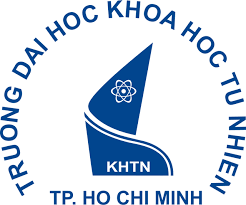 TRUONG DAI HOC KHOA HOC TU NHIEN
KHTN
TP. HO CHI MINH